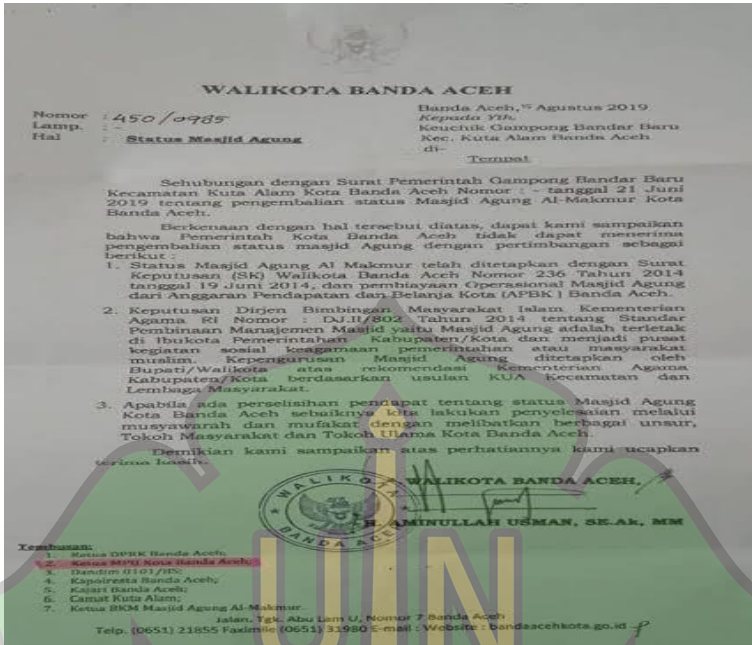 WALIKOTA BANDA ACEH
Banda Aceh, 15 Agustus 2019
Nomor : 450/0985
Kepada Yth,
Lamp. : -
Keuchik Gampong Bandar Baru
Hal : Status Masjid Agung
Kec. Kuta Alam Banda Aceh
di-
Tempat
Sehubungan dengan Surat Pemerintah Gampong Bandar Baru
Kecamatan Kuta Alam Kota Banda Aceh Nomor : - tanggal 21 Juni
2019 tentang pengembalian status Masjid Agung Al-Makmur Kota
Banda Aceh.
Berkenaan dengan hal tersebut diatas, dapat kami sampaikan
bahwa Pemerintah Kota Banda Aceh tidak dapat menerima
pengembalian status masjid Agung dengan pertimbangan sebagai
berikut :
1. Status Masjid Agung Al Makmur telah ditetapkan dengan Surat
Keputusan (SK) Walikota Banda Aceh Nomor 236 Tahun 2014
tanggal 19 Juni 2014, dan pembiayaan Operasional Masjid Agung
dari Anggaran Pendapatan dan Belanja Kota (APBK) Banda Aceh.
2. Keputusan Dirjen Bimbingan Masyarakat Islam Kementerian
Agama RI Nomor : DJ.II/802 Tahun 2014 tentang Standar
Pembinaan Manajemen Masjid yaitu Masjid Agung adalah terletak
di Ibukota Pemerintahan Kabupaten/Kota dan menjadi pusat
kegiatan sosial keagamaan pemerintahan atau masyarakat
muslim. Kepengurusan Masjid Agung ditetapkan oleh
Bupati/Walikota atas rekomendasi Kementerian Agama
Kabupaten/Kota berdasarkan usulan KUA Kecamatan dan
Lembaga Masyarakat.
3. Apabila ada perselisihan pendapat tentang status Masjid Agung
Kota Banda Aceh sebaiknya kita lakukan penyelesaian melalui
musyawarah dan mufakat dengan melibatkan berbagai unsur,
Tokoh Masyarakat dan Tokoh Ulama Kota Banda Aceh.
Demikian kami sampaikan atas perhatiannya kami ucapkan
terima kasih.
WALIKOTA BANDA ACEH,
WALIKOTA
BANDA ACEH
H. AMINULLAH USMAN, SE.Ak, MM
Tembusan:
1. Ketua DPRK Banda Aceh;
2. Ketua MPU Kota Banda Aceh;
3. Dandim 0101/BS;
4. Kapolresta Banda Aceh;
5. Kajari Banda Aceh;
6. Camat Kuta Alam;
7. Ketua BKM Masjid Agung Al-Makmur.
Jalan. Tgk. Abu Lam U, Nomor 7 Banda Aceh
Telp. (0651) 21855 Faximile (0651) 31980 E-mail : Website : bandaacehkota.go.id
UIN